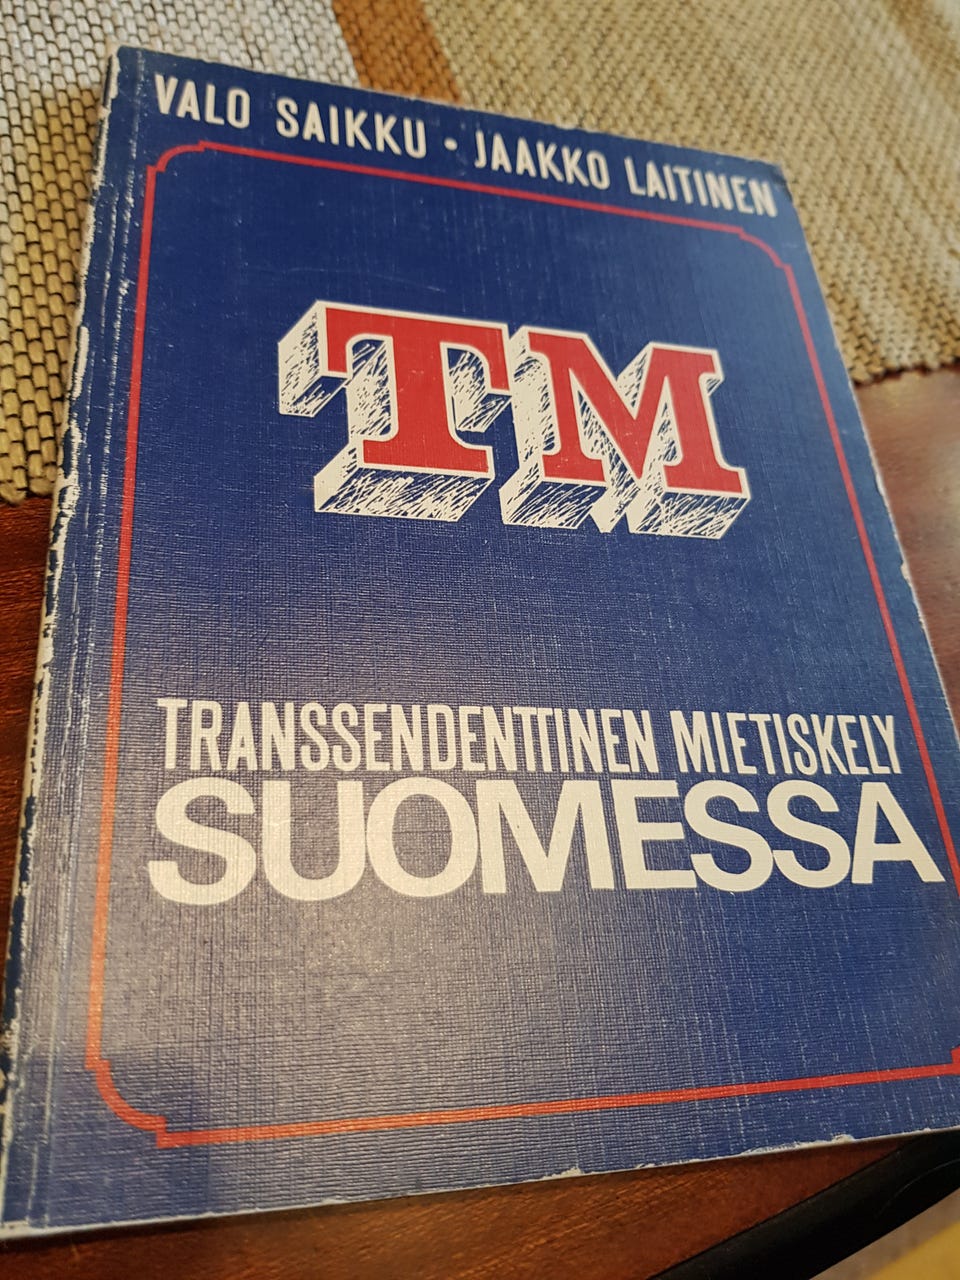 VALO SAIKKU • JAAKKO LAITINEN
TM
TRANSSENDENTTINEN MIETISKELY
SUOMESSA